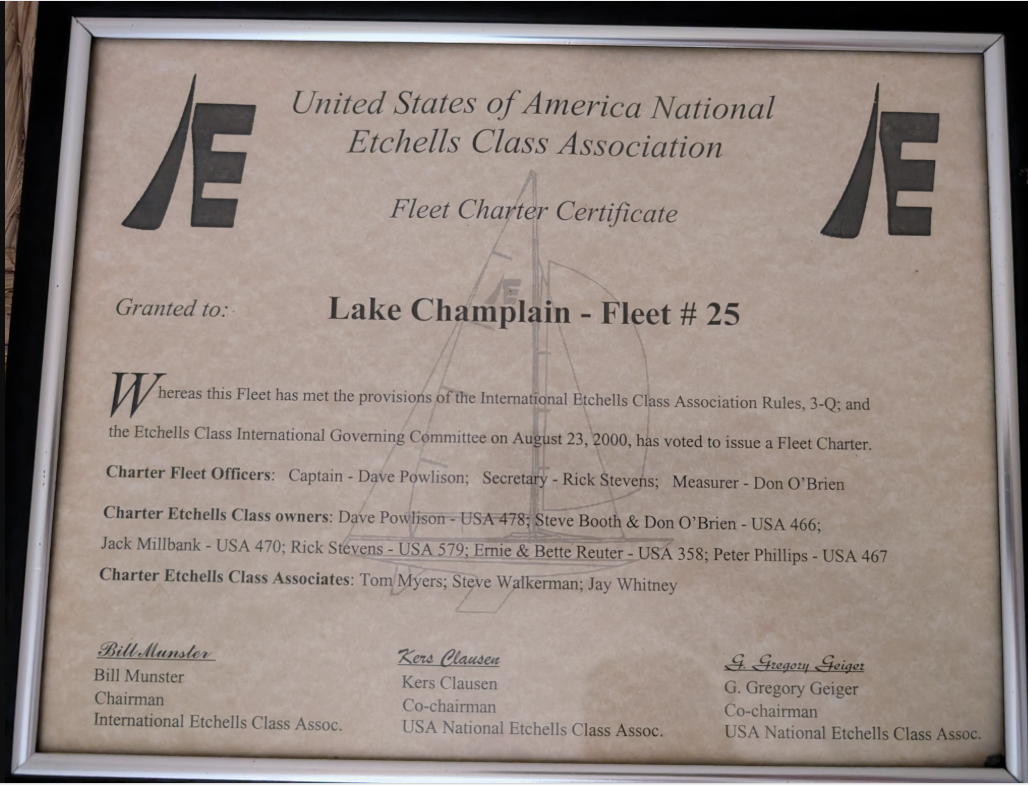 United States of America National
Etchells Class Association
Fleet Charter Certificate
Granted to:
Lake Champlain - Fleet # 25
Whereas this Fleet has met the provisions of the International Etchells Class Association Rules, 3-Q; and
the Etchells Class International Governing Committee on August 23, 2000, has voted to issue a Fleet Charter.
Charter Fleet Officers: Captain - Dave Powlison; Secretary - Rick Stevens; Measurer - Don O'Brien
Charter Etchells Class owners: Dave Powlison - USA 478; Steve Booth & Don O'Brien - USA 466;
Jack Millbank - USA 470; Rick Stevens - USA 579; Ernie & Bette Reuter - USA 358; Peter Phillips - USA 467
Charter Etchells Class Associates: Tom Myers; Steve Walkerman; Jay Whitney
Bill Munster
Bill Munster
Chairman
International Etchells Class Assoc.
Kers Clausen
Kers Clausen
Co-chairman
USA National Etchells Class Assoc.
G. Gregory Geiger
G. Gregory Geiger
Co-chairman
USA National Etchells Class Assoc.